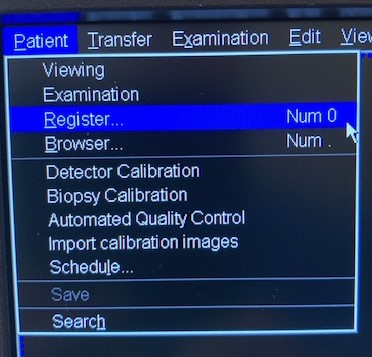 Patient Transfer Examination Edit
Viewing
Examination
Register... Num 0
Browser... Num .
Detector Calibration
Biopsy Calibration
Automated Quality Control
Import calibration images
Schedule...
Save
Search